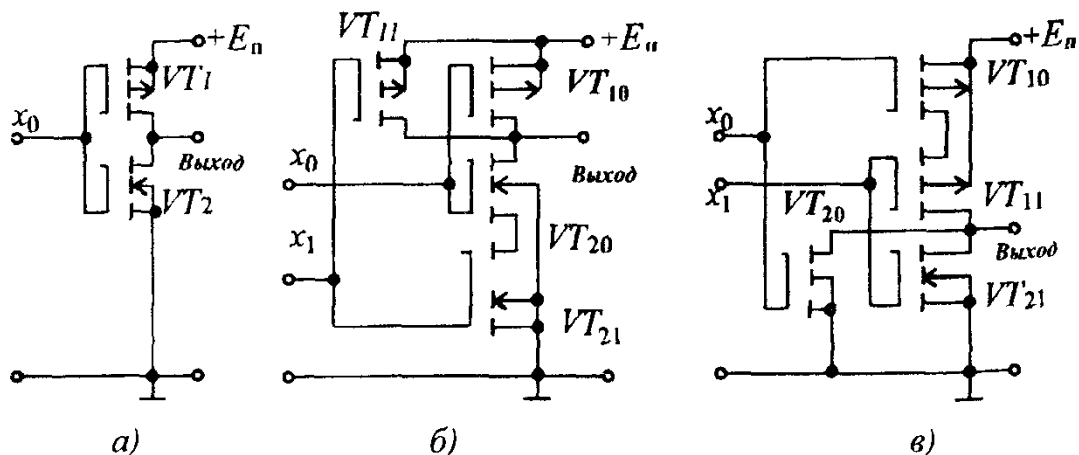 +Eп
VT1
x0
Выход
VT2
а)
VT11
+Eп
VT10
x0
Выход
x1
VT20
VT21
б)
+Eп
VT10
x0
x1
VT20
VT11
Выход
VT21
в)